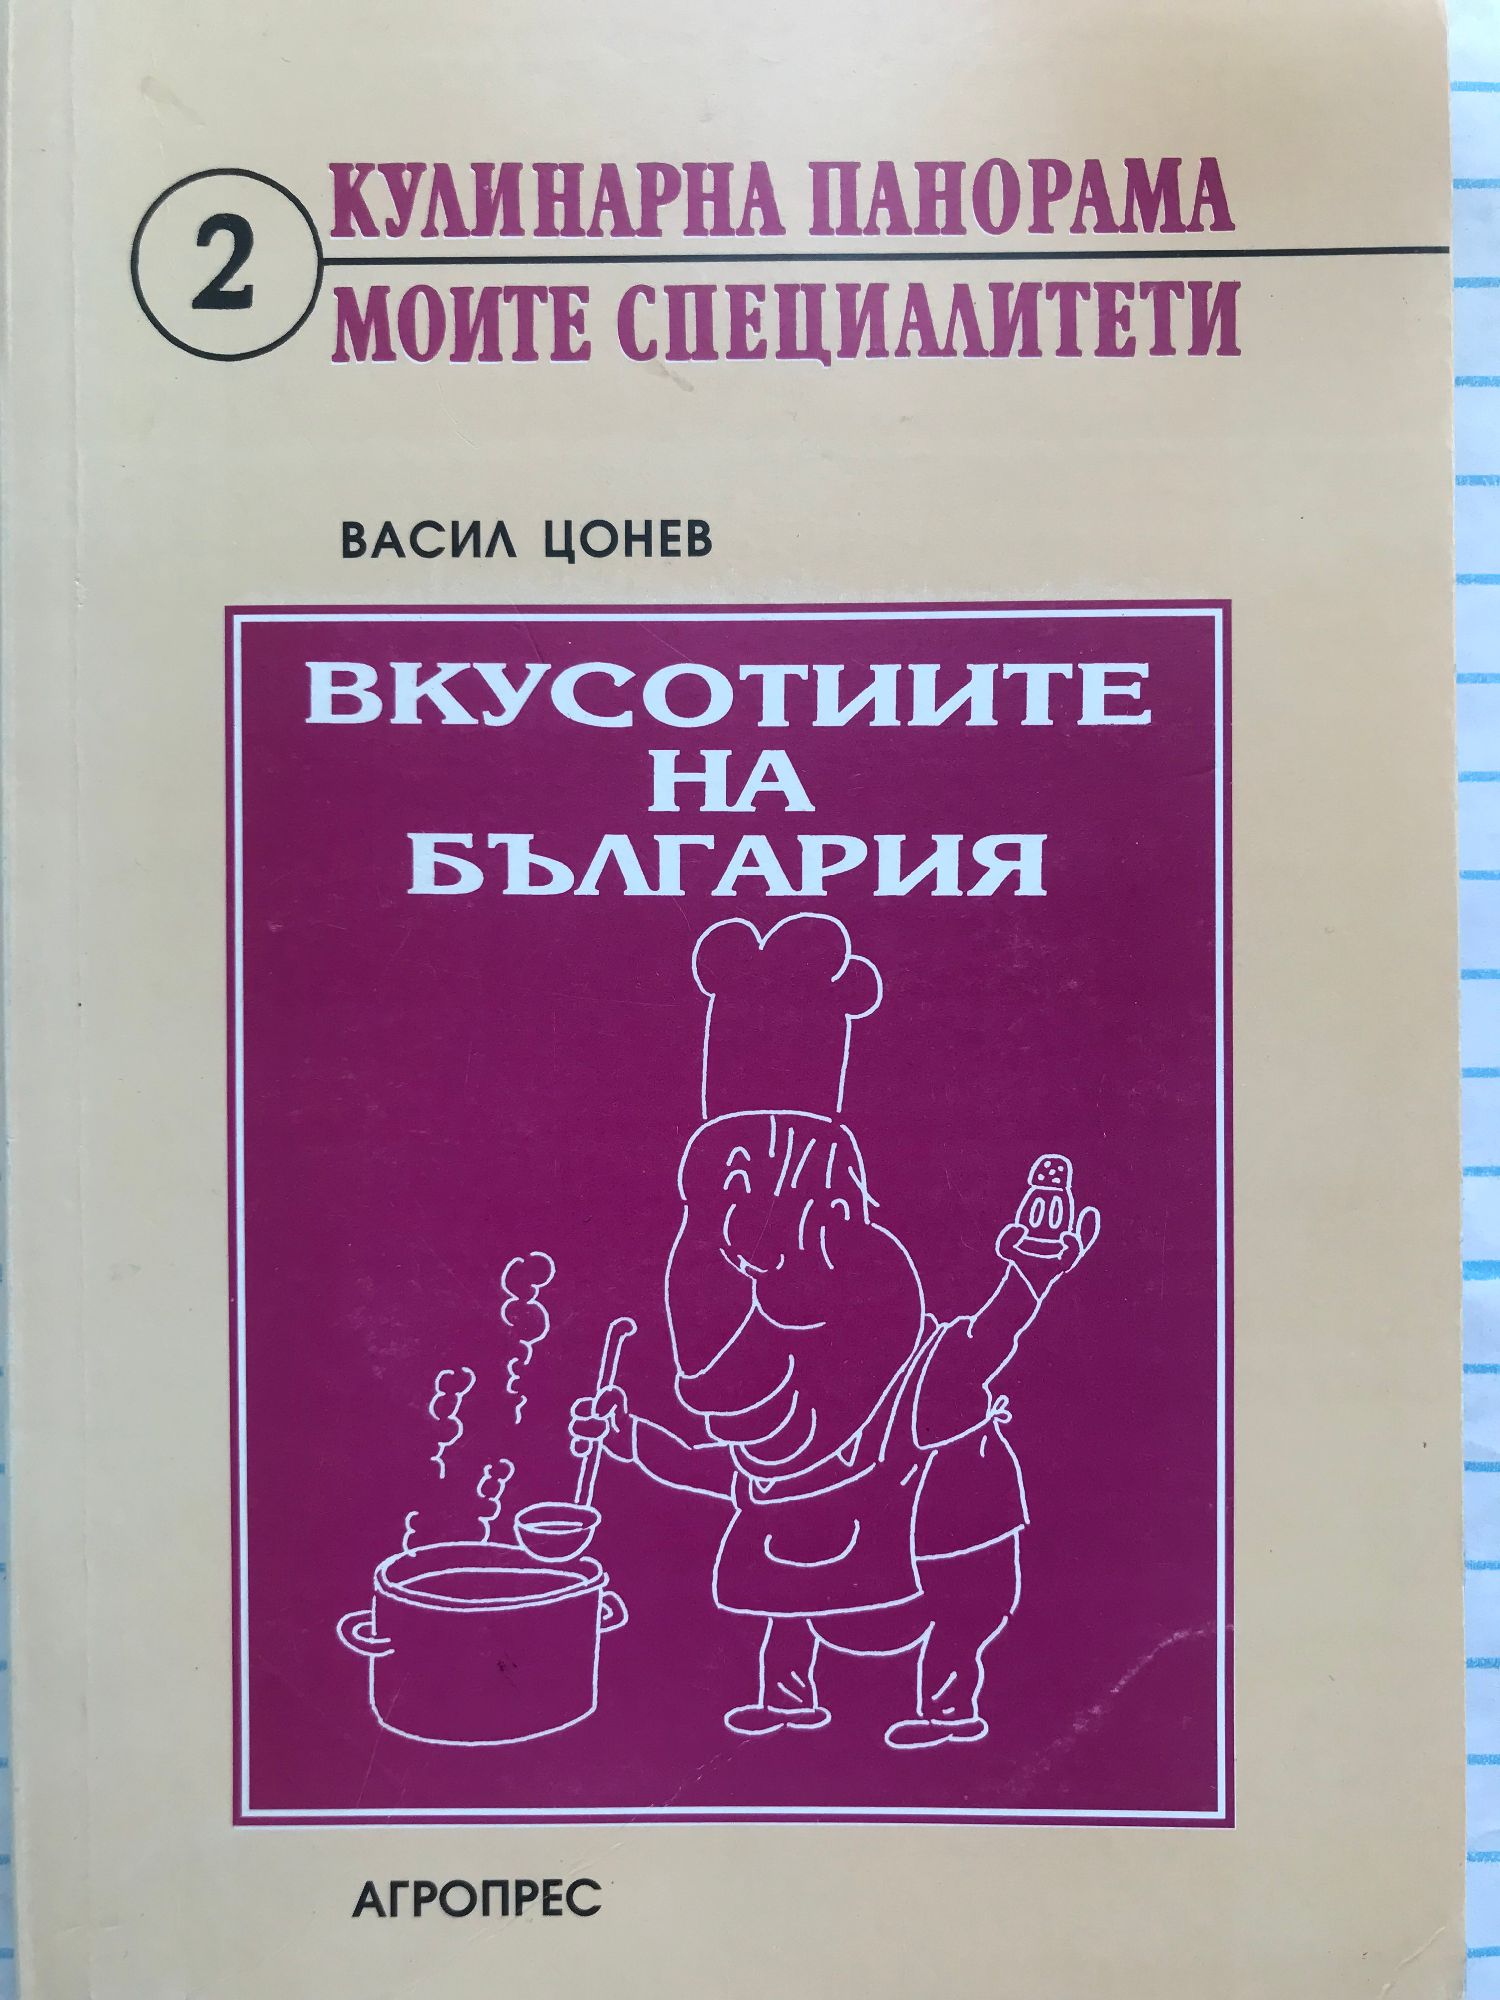 2
КУЛИНАРНА ПАНОРАМА
МОИТЕ СПЕЦИАЛИТЕТИ
ВАСИЛ ЦОНЕВ
ВКУСОТИИТЕ
НА
БЪЛГАРИЯ
АГРОПРЕС